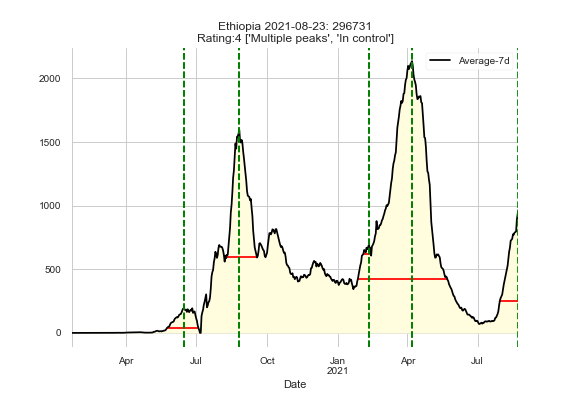 Ethiopia 2021-08-23: 296731
Rating:4 ['Multiple peaks', 'In control']
Average-7d
2000
1500
1000
500
0
Apr Jul Oct Jan Apr Jul
2021
Date